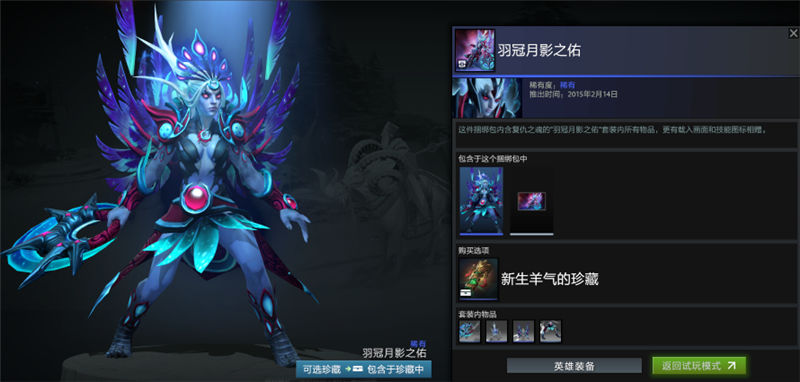 羽冠月影之佑
稀有度：稀有
推出时间：2015年2月14日
这件捆绑包内含复仇之魂的"羽冠月影之佑"套装内所有物品，更有载入画面和技能图标相赠。
包含于这个捆绑包中
购买选项
新生羊气的珍藏
套装内物品
稀有
羽冠月影之佑
可选珍藏
包含于珍藏中
英雄装备
返回试玩模式